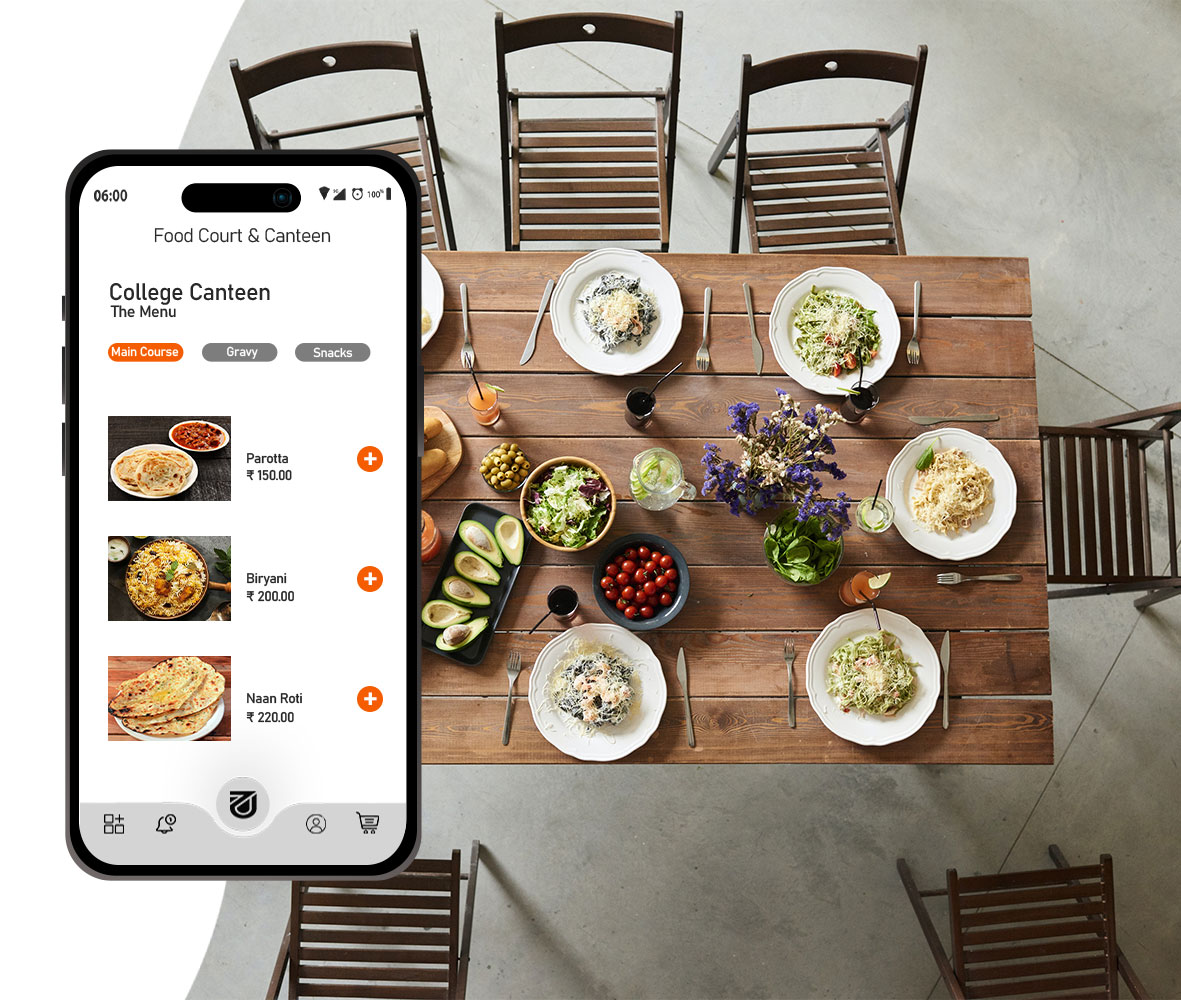 06:00
100%
Food Court & Canteen
College Canteen
The Menu
Main Course
Gravy
Snacks
Parotta
₹ 150.00
Biryani
₹ 200.00
Naan Roti
₹ 220.00